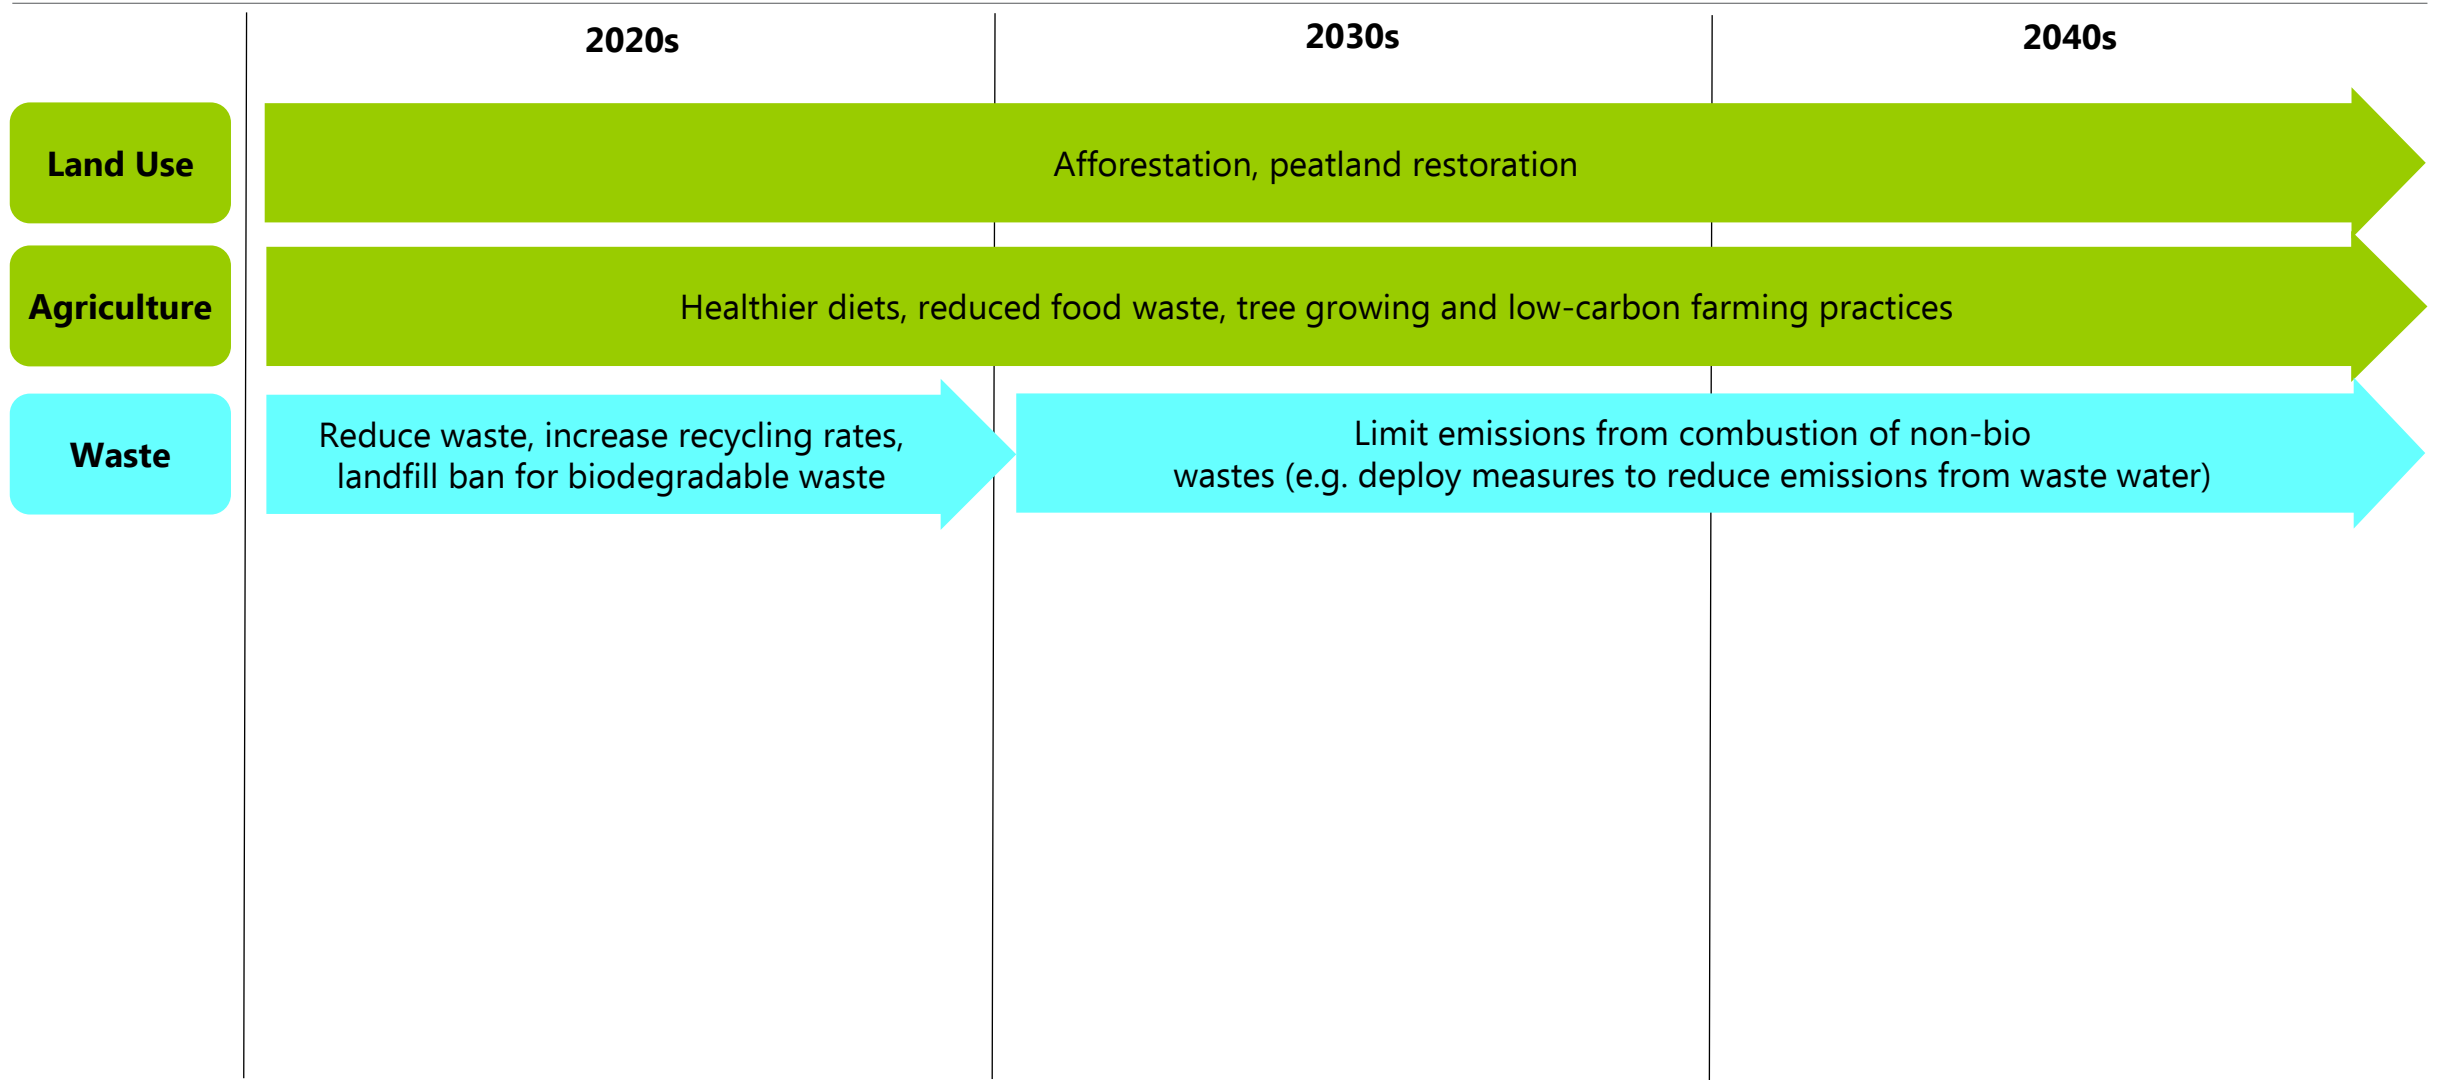 2020s
2030s
2040s
Land Use
Afforestation, peatland restoration
Agriculture
Healthier diets, reduced food waste, tree growing and low-carbon farming practices
Waste
Reduce waste, increase recycling rates,
landfill ban for biodegradable waste
Limit emissions from combustion of non-bio
wastes (e.g. deploy measures to reduce emissions from waste water)